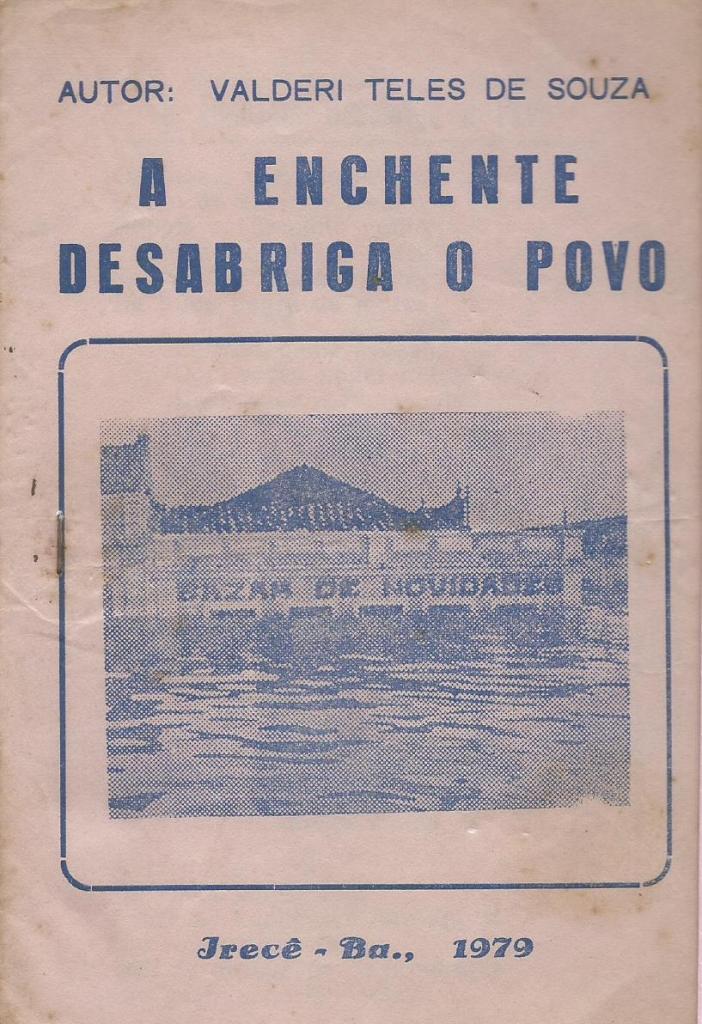 AUTOR: VALDERI TELES DE SOUZA
A ENCHENTE
DESABRIGA O POVO
BAZAR DE NOVIDADES
Irecê - Ba., 1979